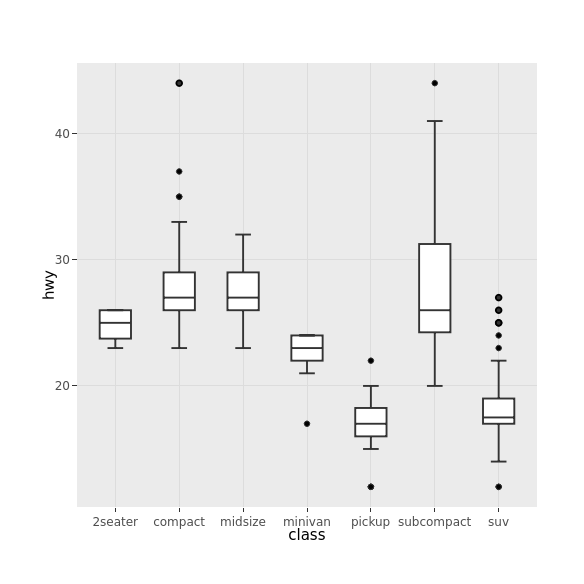 hwy
40
30
20
2seater compact midsize minivan pickup subcompact suv
class